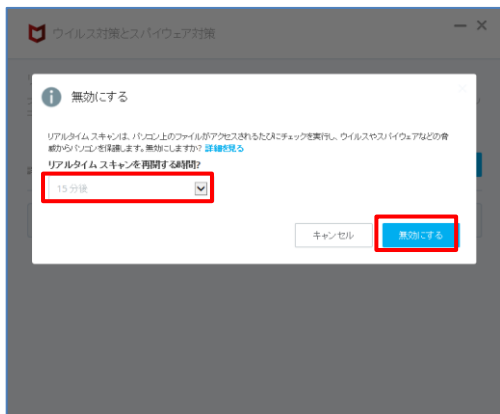 ウイルス対策とスパイウェア対策
無効にする
リアルタイム スキャンは、パソコン上のファイルがアクセスされるたびにチェックを実行し、ウイルスやスパイウェアなどの脅
威からパソコンを保護します。無効にしますか? 詳細を見る
リアルタイム スキャンを再開する時間?
15 分後
キャンセル
無効にする